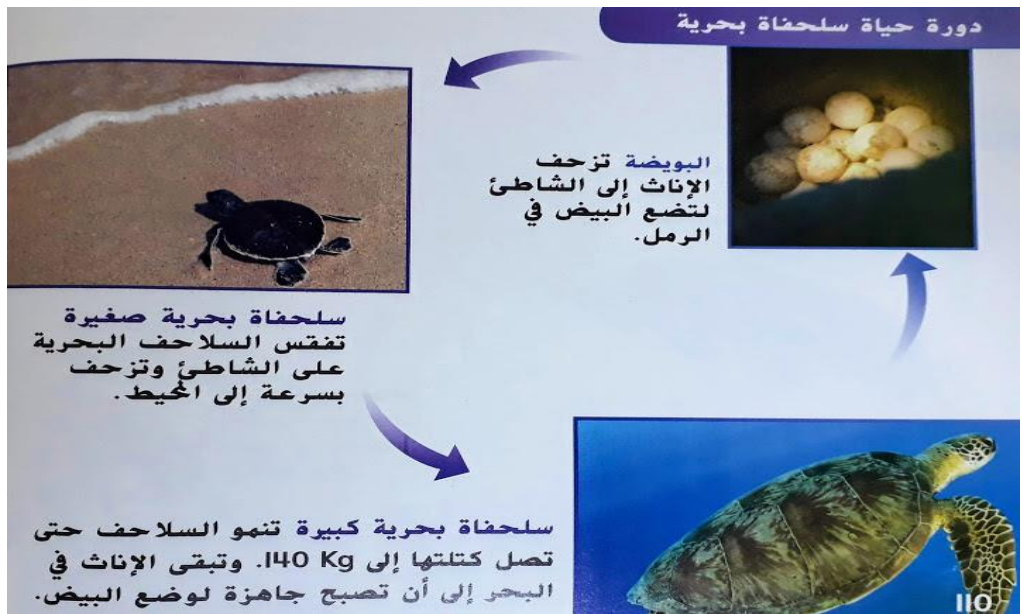 دورة حياة سلحفاة بحرية
البويضة تزحف
الإناث إلى الشاطئ
لتضع البيض في
الرمل.
سلحفاة بحرية صغيرة
تفقس السلاحف البحرية
على الشاطئ وتزحف
بسرعة إلى المحيط.
سلحفاة بحرية كبيرة تنمو السلاحف حتى
تصل كتلتها إلى 140 Kg. وتبقى الإناث في
البحر إلى أن تصبح جاهزة لوضع البيض.
110